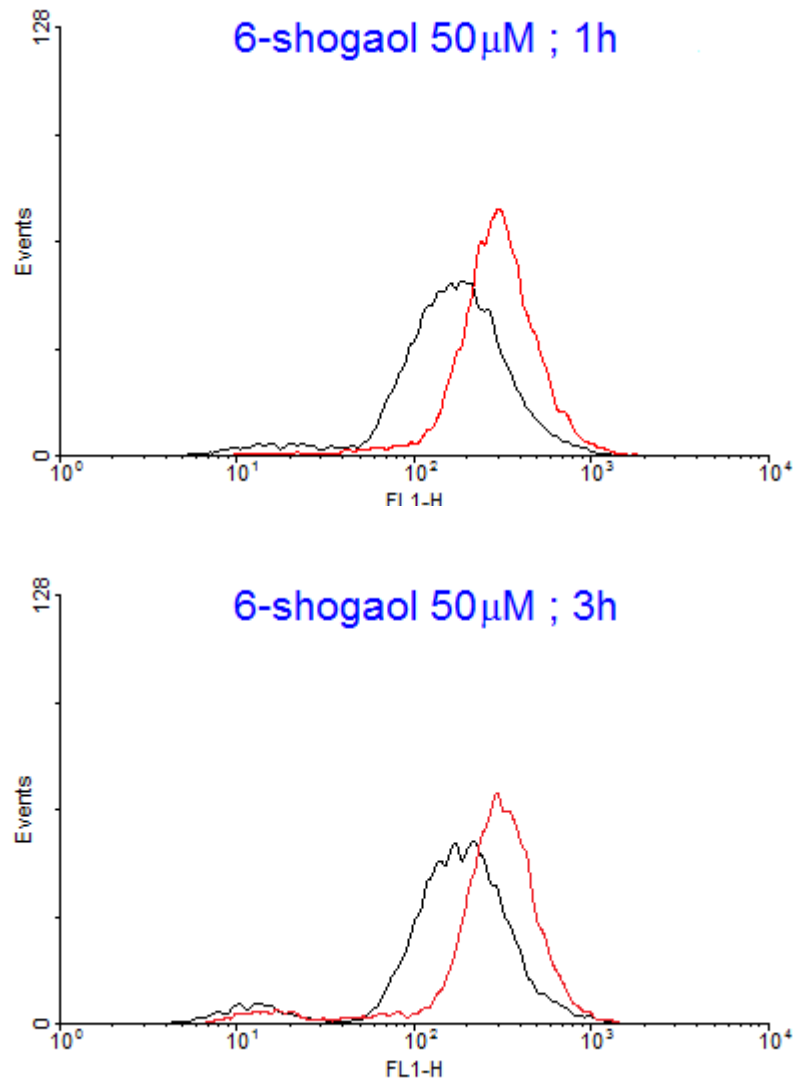 6-shogaol 50μM ; 1h
128
Events
0
10⁰ 10¹ 10² 10³ 10⁴
FL1-H
6-shogaol 50μM ; 3h
128
Events
0
10⁰ 10¹ 10² 10³ 10⁴
FL1-H